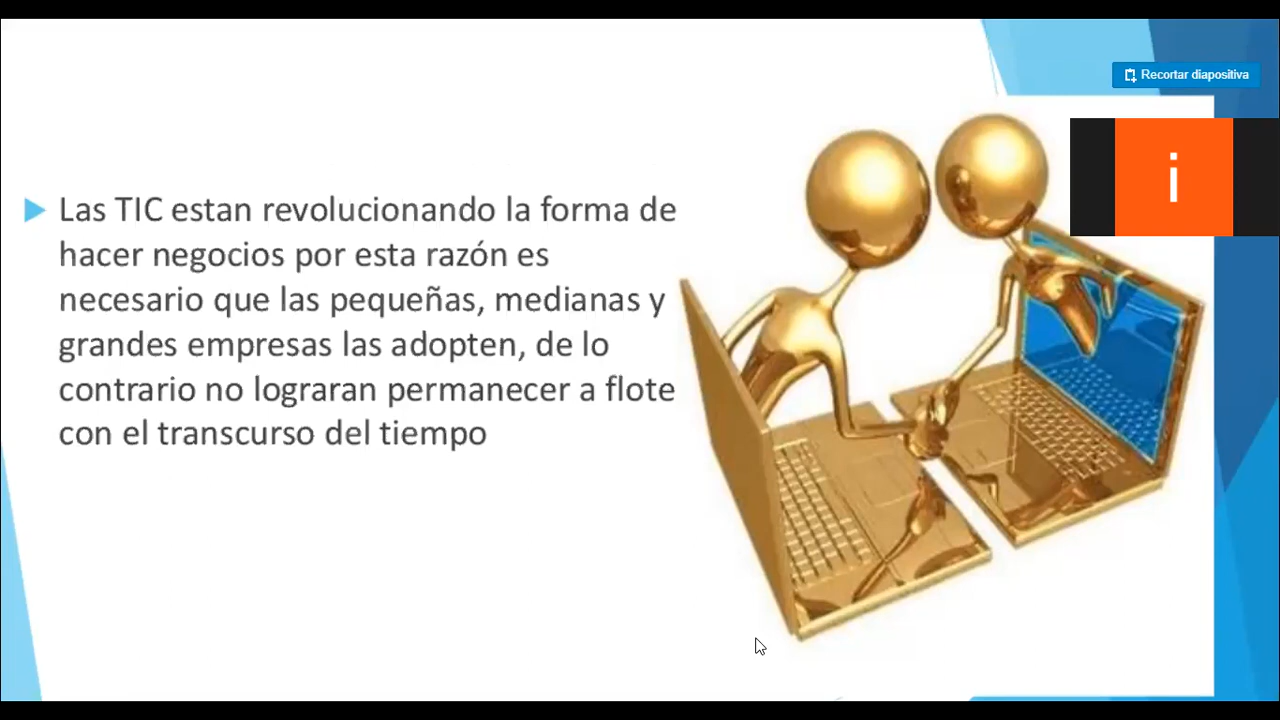 Recortar diapositiva
i
Las TIC estan revolucionando la forma de
hacer negocios por esta razón es
necesario que las pequeñas, medianas y
grandes empresas las adopten, de lo
contrario no lograran permanecer a flote
con el transcurso del tiempo